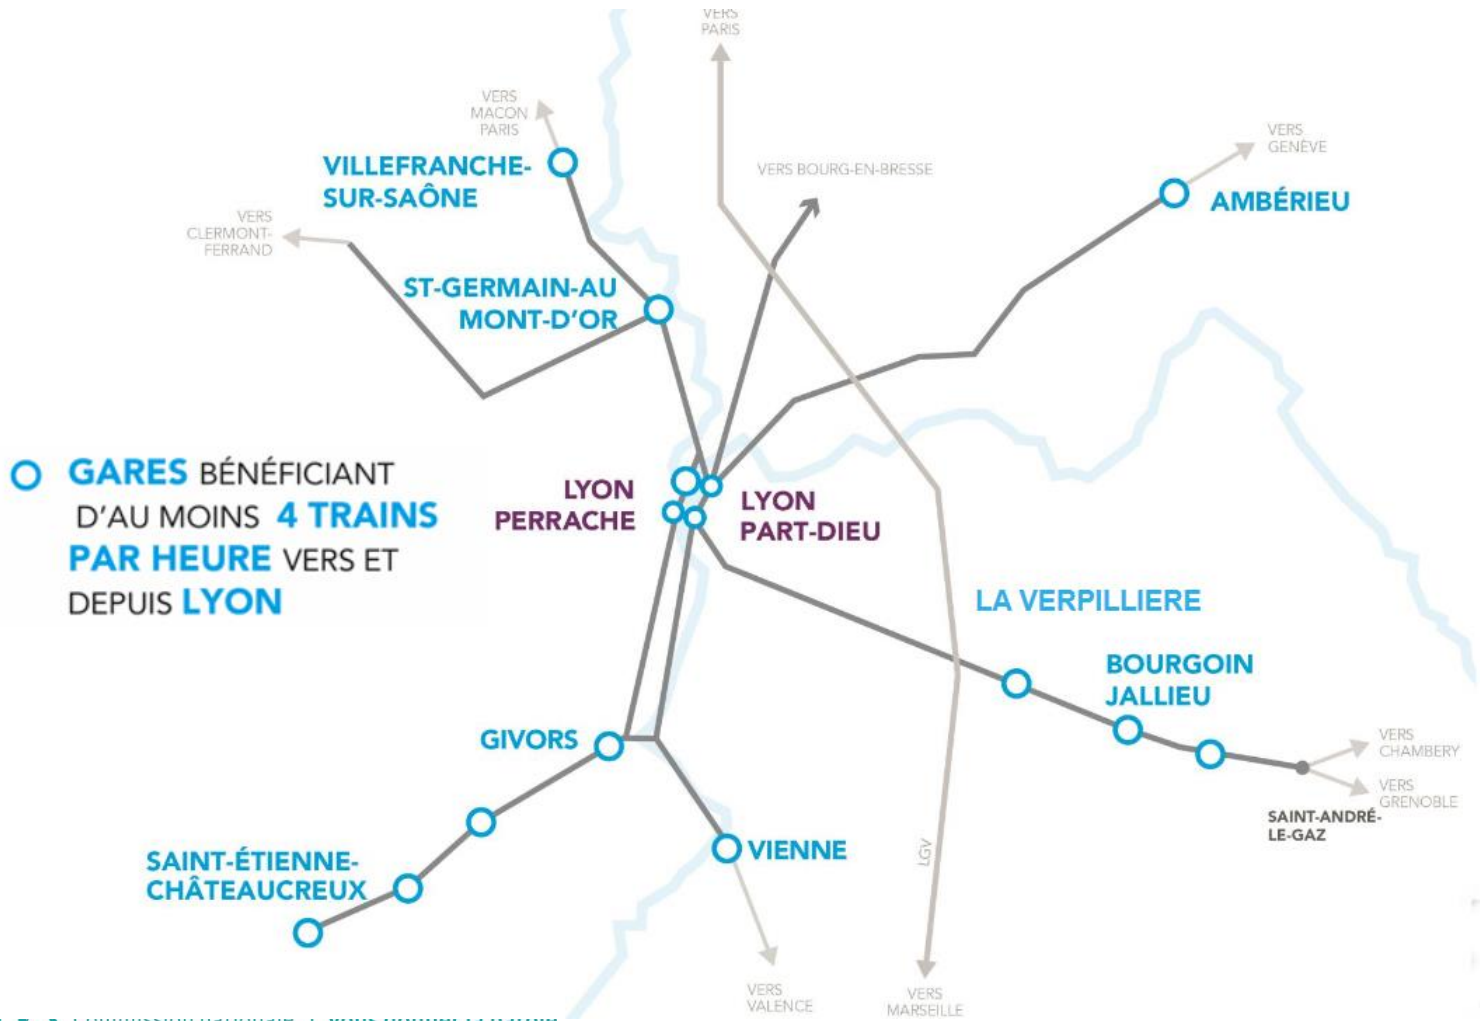 VERS
PARIS
VERS
MACON
PARIS
VERS
GENÈVE
VILLEFRANCHE-
SUR-SAÔNE
VERS BOURG-EN-BRESSE
AMBÉRIEU
VERS
CLERMONT-
FERRAND
ST-GERMAIN-AU
MONT-D'OR
GARES BÉNÉFICIANT
D'AU MOINS 4 TRAINS
PAR HEURE VERS ET
DEPUIS LYON
LYON
PERRACHE
LYON
PART-DIEU
LA VERPILLIERE
BOURGOIN
JALLIEU
GIVORS
VERS
CHAMBERY
VERS
GRENOBLE
SAINT-ANDRÉ-
LE-GAZ
LGV
VIENNE
SAINT-ÉTIENNE-
CHÂTEAUCREUX
VERS
VALENCE
VERS
MARSEILLE